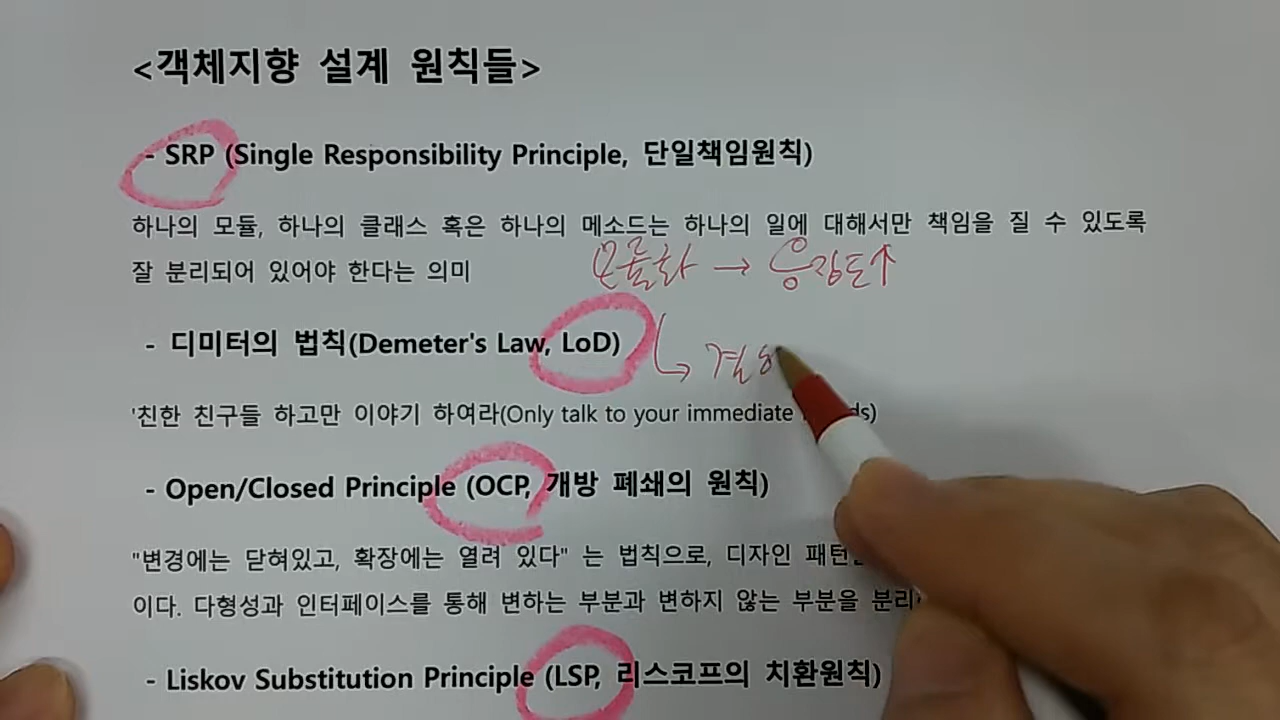 <객체지향 설계 원칙들>
- SRP (Single Responsibility Principle, 단일책임원칙)
하나의 모듈, 하나의 클래스 혹은 하나의 메소드는 하나의 일에 대해서만 책임을 질 수 있도록
잘 분리되어 있어야 한다는 의미
모듈화 → 응집도↑
- 디미터의 법칙(Demeter's Law, LoD)
'친한 친구들 하고만 이야기 하여라(Only talk to your immediate
- Open/Closed Principle (OCP, 개방 폐쇄의 원칙)
"변경에는 닫혀있고, 확장에는 열려 있다" 는 법칙으로, 디자인
이다. 다형성과 인터페이스를 통해 변하는 부분과 변하지 않는 부분을
- Liskov Substitution Principle (LSP, 리스코프의 치환원칙)